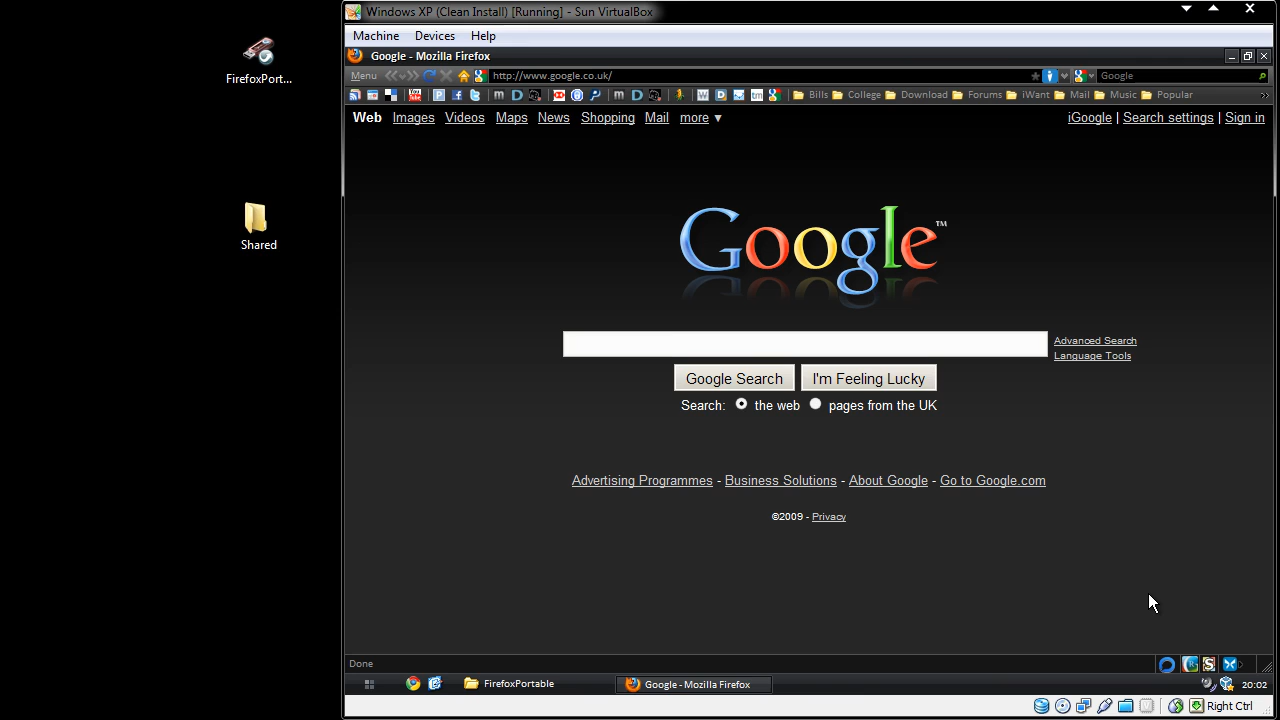 FirefoxPort...
Shared
Windows XP (Clean Install) [Running] - Sun VirtualBox
Machine Devices Help
Google - Mozilla Firefox
Menu http://www.google.co.uk/ Google
Bills College Download Forums iWant Mail Music Popular
Web Images Videos Maps News Shopping Mail more ▼ iGoogle | Search settings | Sign in
Google™
Advanced Search
Language Tools
Google Search I'm Feeling Lucky
Search: the web pages from the UK
Advertising Programmes - Business Solutions - About Google - Go to Google.com
©2009 - Privacy
Done
FirefoxPortable Google - Mozilla Firefox 20:02
Right Ctrl